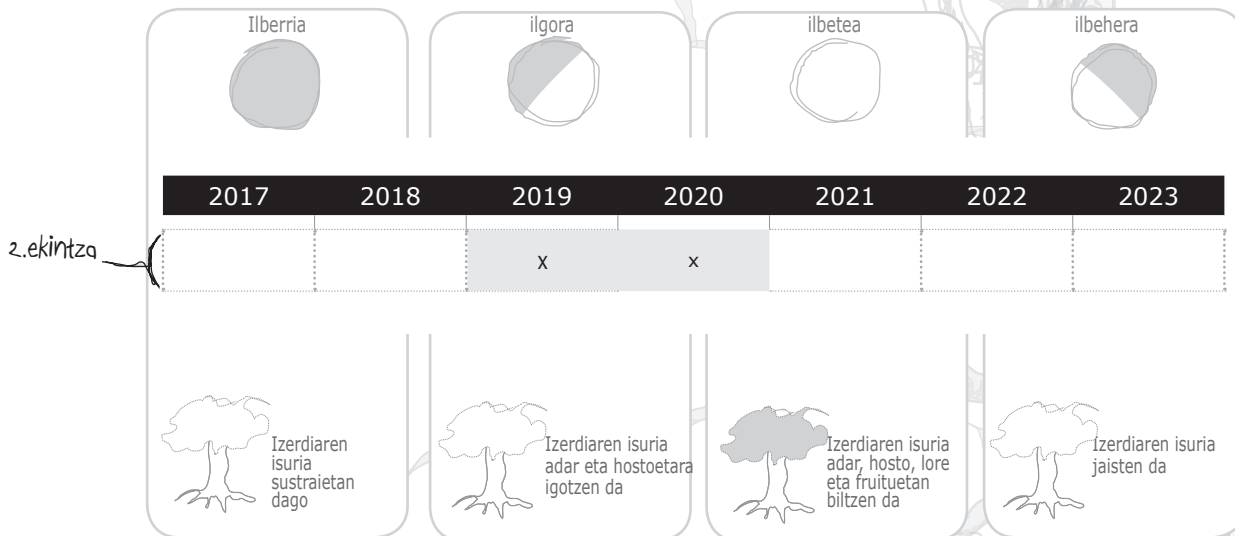 Ilberria
ilgora
ilbetea
ilbehera
2017 2018 2019 2020 2021 2022 2023
2.ekintza
x x
Izerdiaren isuria
sustraietan
dago
Izerdiaren isuria
adar eta hostoetara
igotzen da
Izerdiaren isuria
adar, hosto, lore
eta fruituetan
biltzen da
Izerdiaren isuria
jaisten da